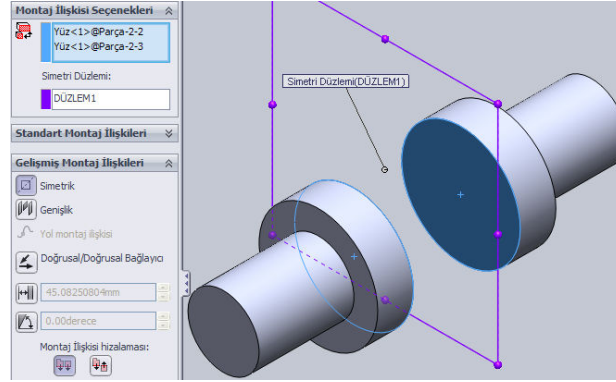 Montaj İlişkisi Seçenekleri
Yüz<1>@Parça-2-2
Yüz<1>@Parça-2-3
Simetri Düzlemi:
DÜZLEM1
Standart Montaj İlişkileri
Gelişmiş Montaj İlişkileri
Simetrik
Genişlik
Yol montaj ilişkisi
Doğrusal/Doğrusal Bağlayıcı
45.08250804mm
0.00derece
Montaj İlişkisi hizalaması:
Simetri Düzlemi(DÜZLEM1)